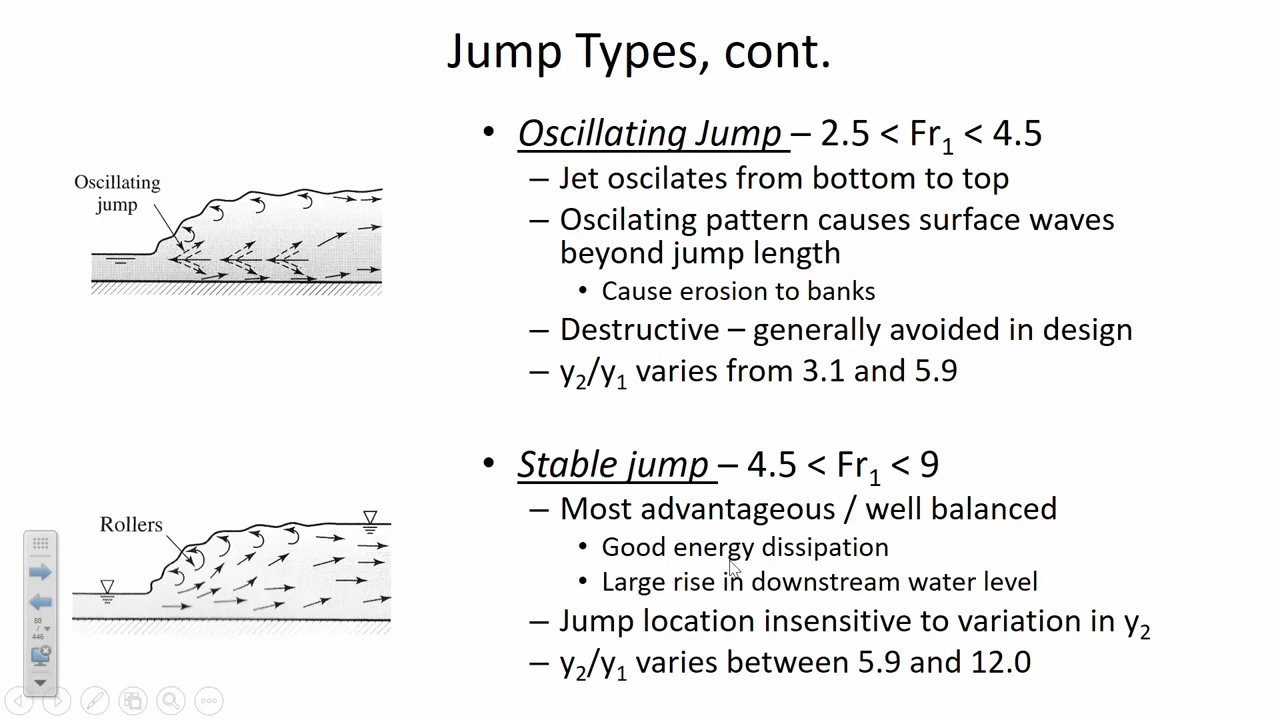 Jump Types, cont.
• Oscillating Jump – 2.5 < Fr₁ < 4.5
– Jet oscilates from bottom to top
– Oscilating pattern causes surface waves
beyond jump length
• Cause erosion to banks
– Destructive – generally avoided in design
– y₂/y₁ varies from 3.1 and 5.9
Oscillating
jump
• Stable jump – 4.5 < Fr₁ < 9
– Most advantageous / well balanced
• Good energy dissipation
• Large rise in downstream water level
– Jump location insensitive to variation in y₂
– y₂/y₁ varies between 5.9 and 12.0
Rollers
80
/
446